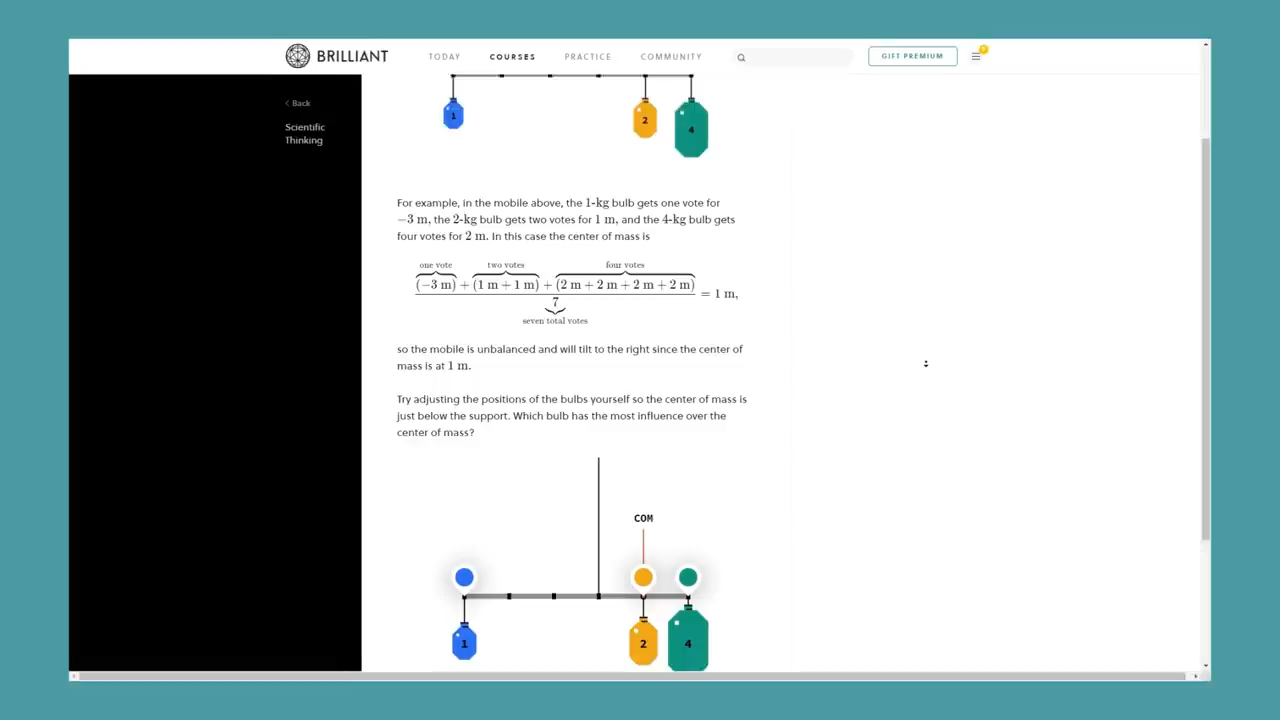 BRILLIANT
TODAY
COURSES
PRACTICE
COMMUNITY
GIFT PREMIUM
Back
Scientific
Thinking
1
2
4
For example, in the mobile above, the 1-kg bulb gets one vote for
−3 m, the 2-kg bulb gets two votes for 1 m, and the 4-kg bulb gets
four votes for 2 m. In this case the center of mass is
one vote two votes four votes
(−3 m) + (1 m + 1 m) + (2 m + 2 m + 2 m + 2 m)
= 1 m,
7
seven total votes
so the mobile is unbalanced and will tilt to the right since the center of
mass is at 1 m.
Try adjusting the positions of the bulbs yourself so the center of mass is
just below the support. Which bulb has the most influence over the
center of mass?
COM
1
2
4